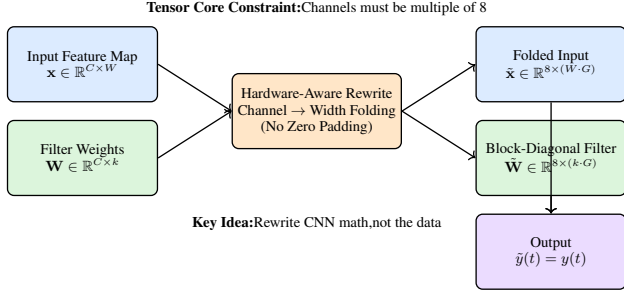 Tensor Core Constraint:Channels must be multiple of 8
Input Feature Map
x ∈ ℝ^{C×W}
Filter Weights
W ∈ ℝ^{C×k}
Hardware-Aware Rewrite
Channel → Width Folding
(No Zero Padding)
Folded Input
x̃ ∈ ℝ^{8×(W·G)}
Block-Diagonal Filter
W̃ ∈ ℝ^{8×(k·G)}
Key Idea:Rewrite CNN math,not the data
Output
ỹ(t) = y(t)